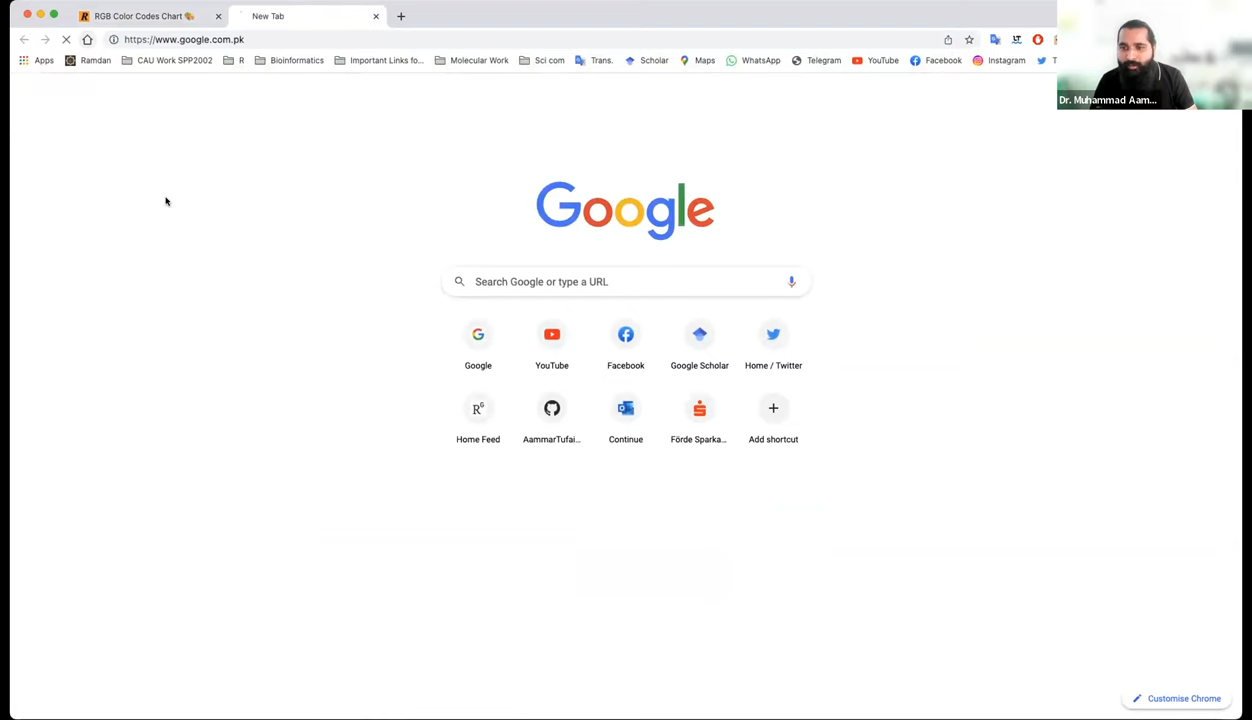 RGB Color Codes Chart 🎨
New Tab
https://www.google.com.pk
Apps
Ramdan
CAU Work SPP2002
R
Bioinformatics
Important Links fo...
Molecular Work
Sci com
Trans.
Scholar
Maps
WhatsApp
Telegram
YouTube
Facebook
Instagram
T
Dr. Muhammad Aam...
Google
Search Google or type a URL
Google
YouTube
Facebook
Google Scholar
Home / Twitter
Home Feed
AammarTufai...
Continue
Förde Sparka...
Add shortcut
Customise Chrome